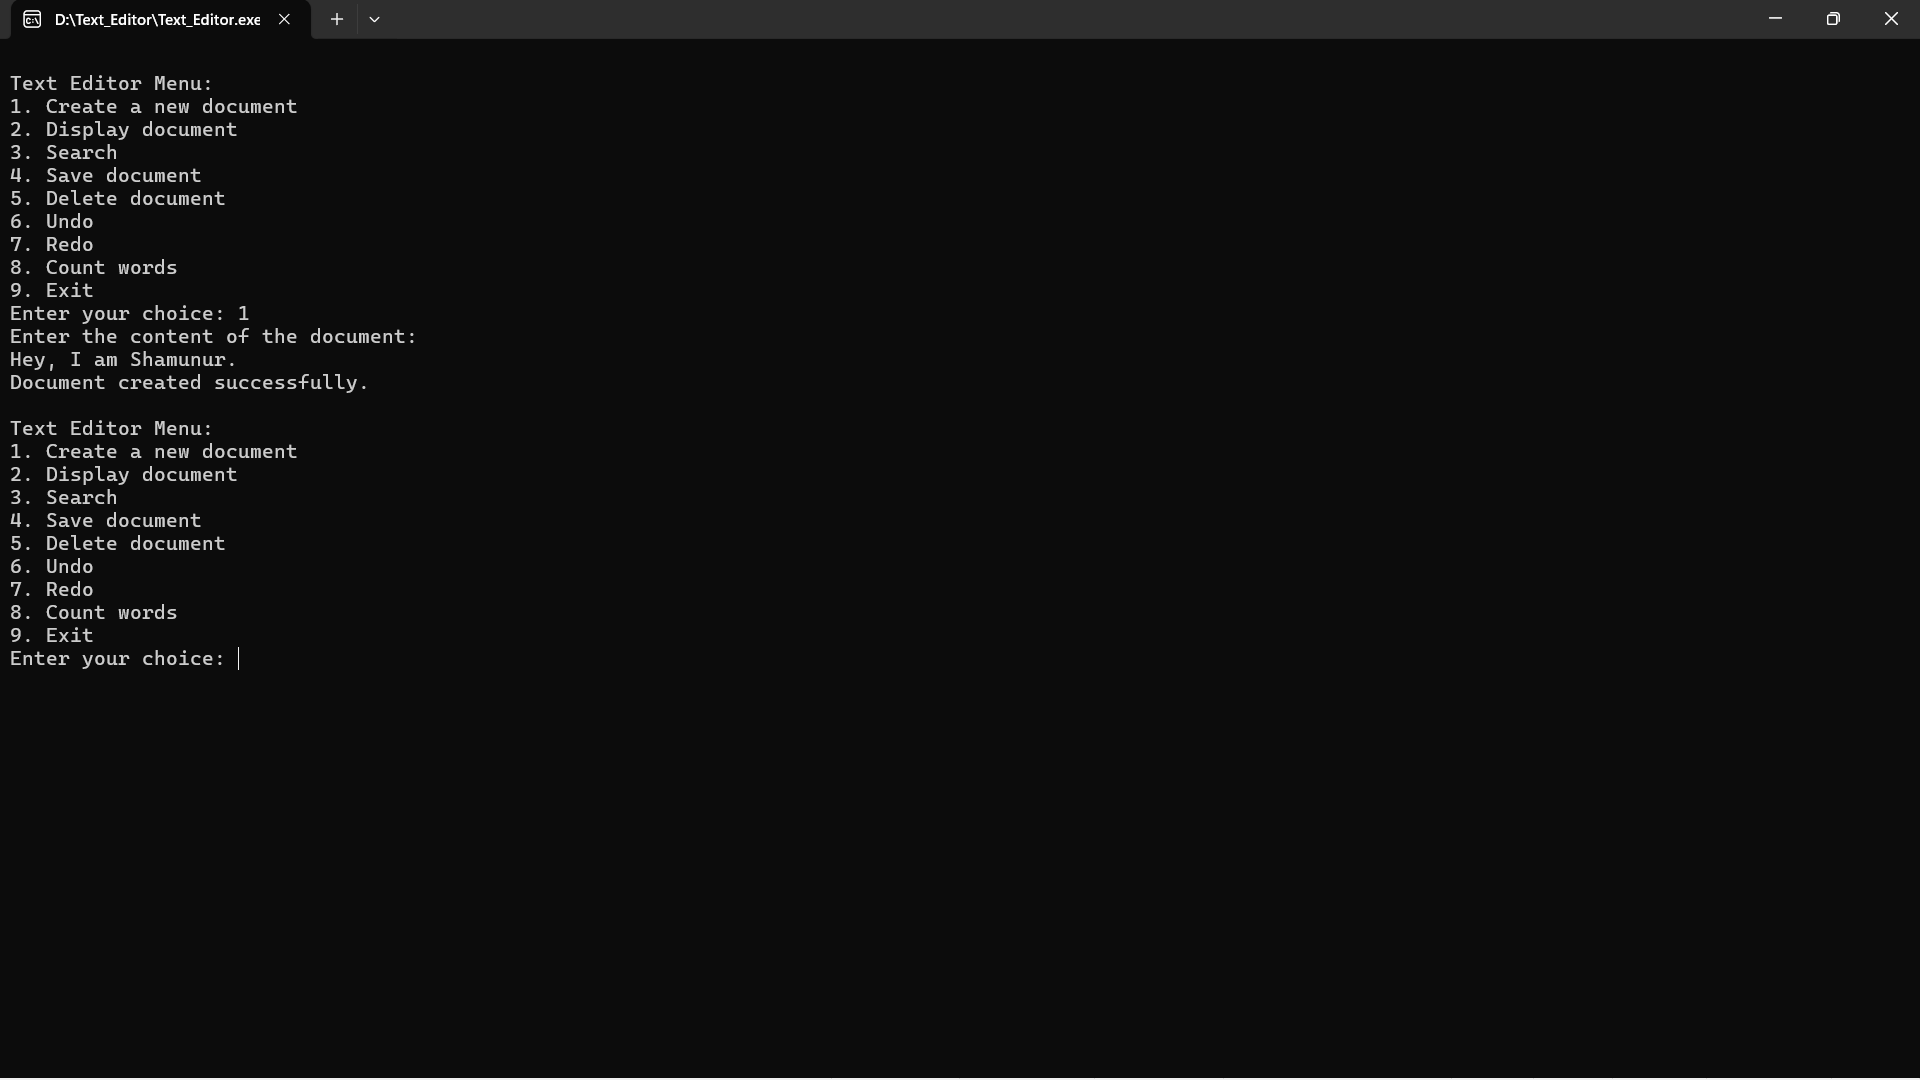 D:\Text_Editor\Text_Editor.exe
Text Editor Menu:
1. Create a new document
2. Display document
3. Search
4. Save document
5. Delete document
6. Undo
7. Redo
8. Count words
9. Exit
Enter your choice: 1
Enter the content of the document:
Hey, I am Shamunur.
Document created successfully.
Text Editor Menu:
1. Create a new document
2. Display document
3. Search
4. Save document
5. Delete document
6. Undo
7. Redo
8. Count words
9. Exit
Enter your choice: